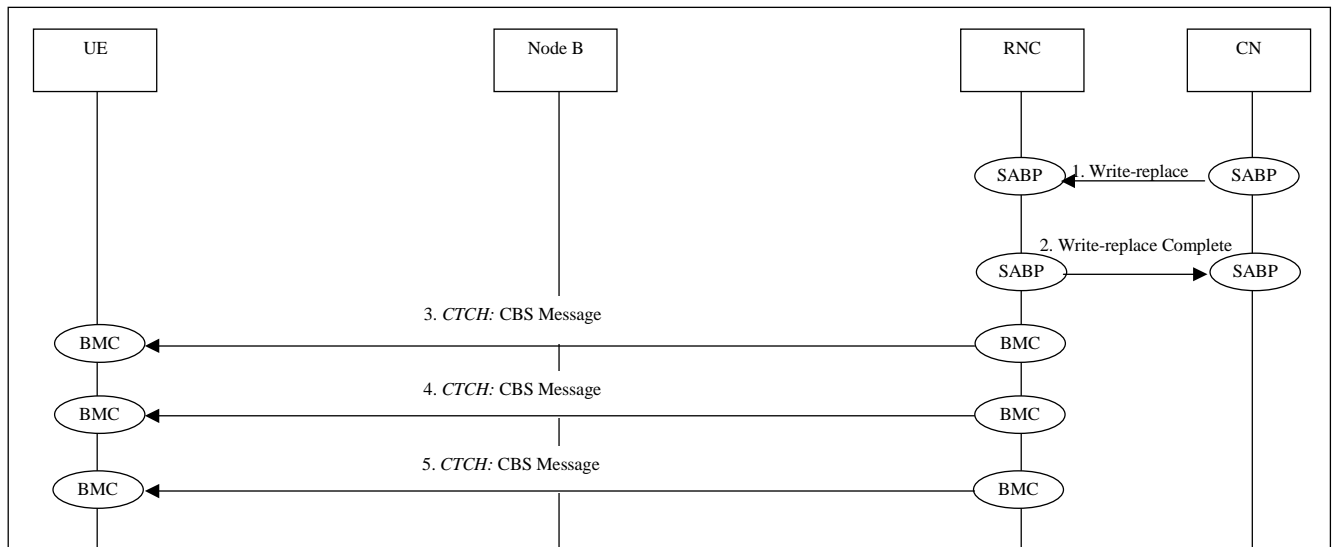 UE
Node B
RNC
CN
SABP
1. Write-replace
SABP
2. Write-replace Complete
SABP
SABP
3. CTCH: CBS Message
BMC
BMC
4. CTCH: CBS Message
BMC
BMC
5. CTCH: CBS Message
BMC
BMC